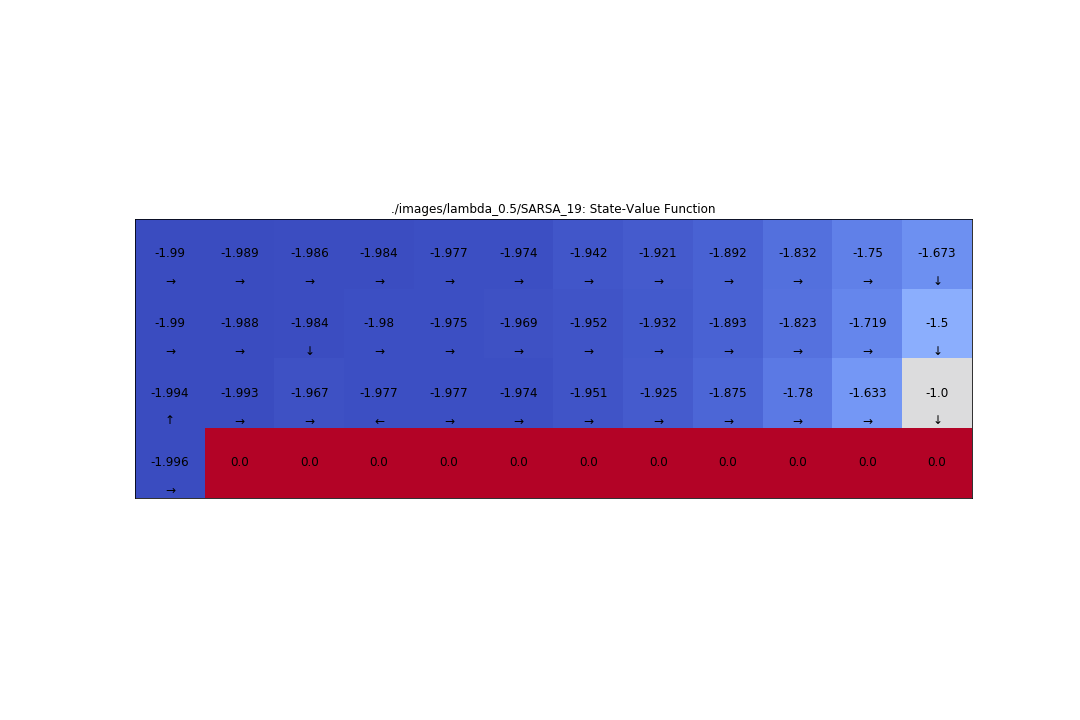 ./images/lambda_0.5/SARSA_19: State-Value Function
-1.99 -1.989 -1.986 -1.984 -1.977 -1.974 -1.942 -1.921 -1.892 -1.832 -1.75 -1.673
→ → → → → → → → → → → ↓
-1.99 -1.988 -1.984 -1.98 -1.975 -1.969 -1.952 -1.932 -1.893 -1.823 -1.719 -1.5
→ → ↓ → → → → → → → → ↓
-1.994 -1.993 -1.967 -1.977 -1.977 -1.974 -1.951 -1.925 -1.875 -1.78 -1.633 -1.0
↑ → → ← → → → → → → → ↓
-1.996 0.0 0.0 0.0 0.0 0.0 0.0 0.0 0.0 0.0 0.0 0.0
→